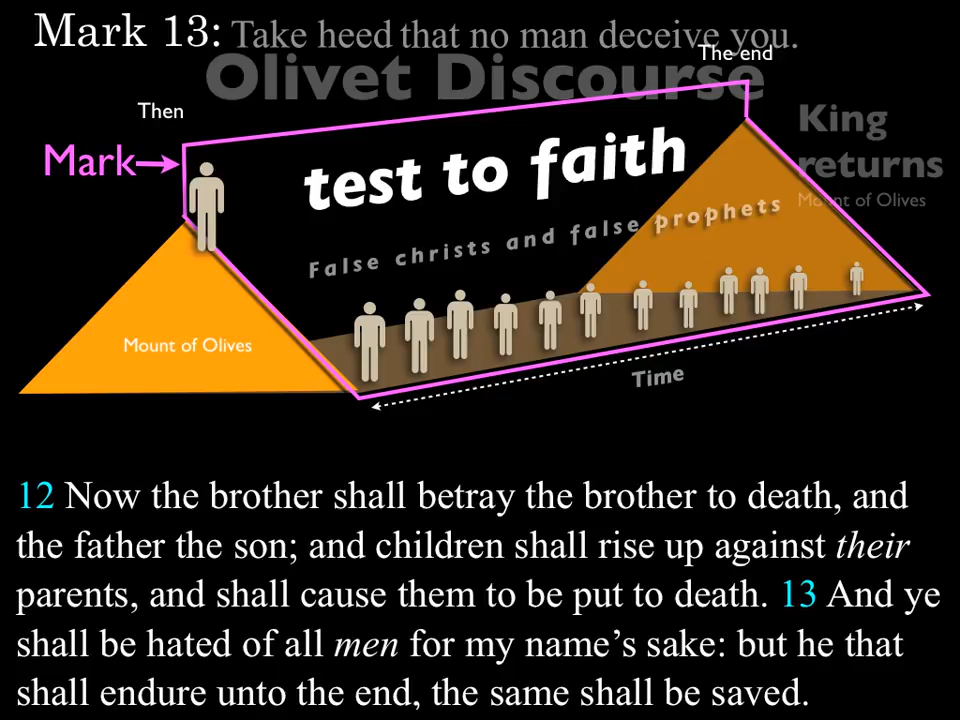 Mark 13: Take heed that no man deceive you.
The end
Olivet Discourse
Then
King
returns
Mark
test to faith
Mount of Olives
False christs and false prophets
Mount of Olives
Time
12 Now the brother shall betray the brother to death, and
the father the son; and children shall rise up against their
parents, and shall cause them to be put to death. 13 And ye
shall be hated of all men for my name’s sake: but he that
shall endure unto the end, the same shall be saved.